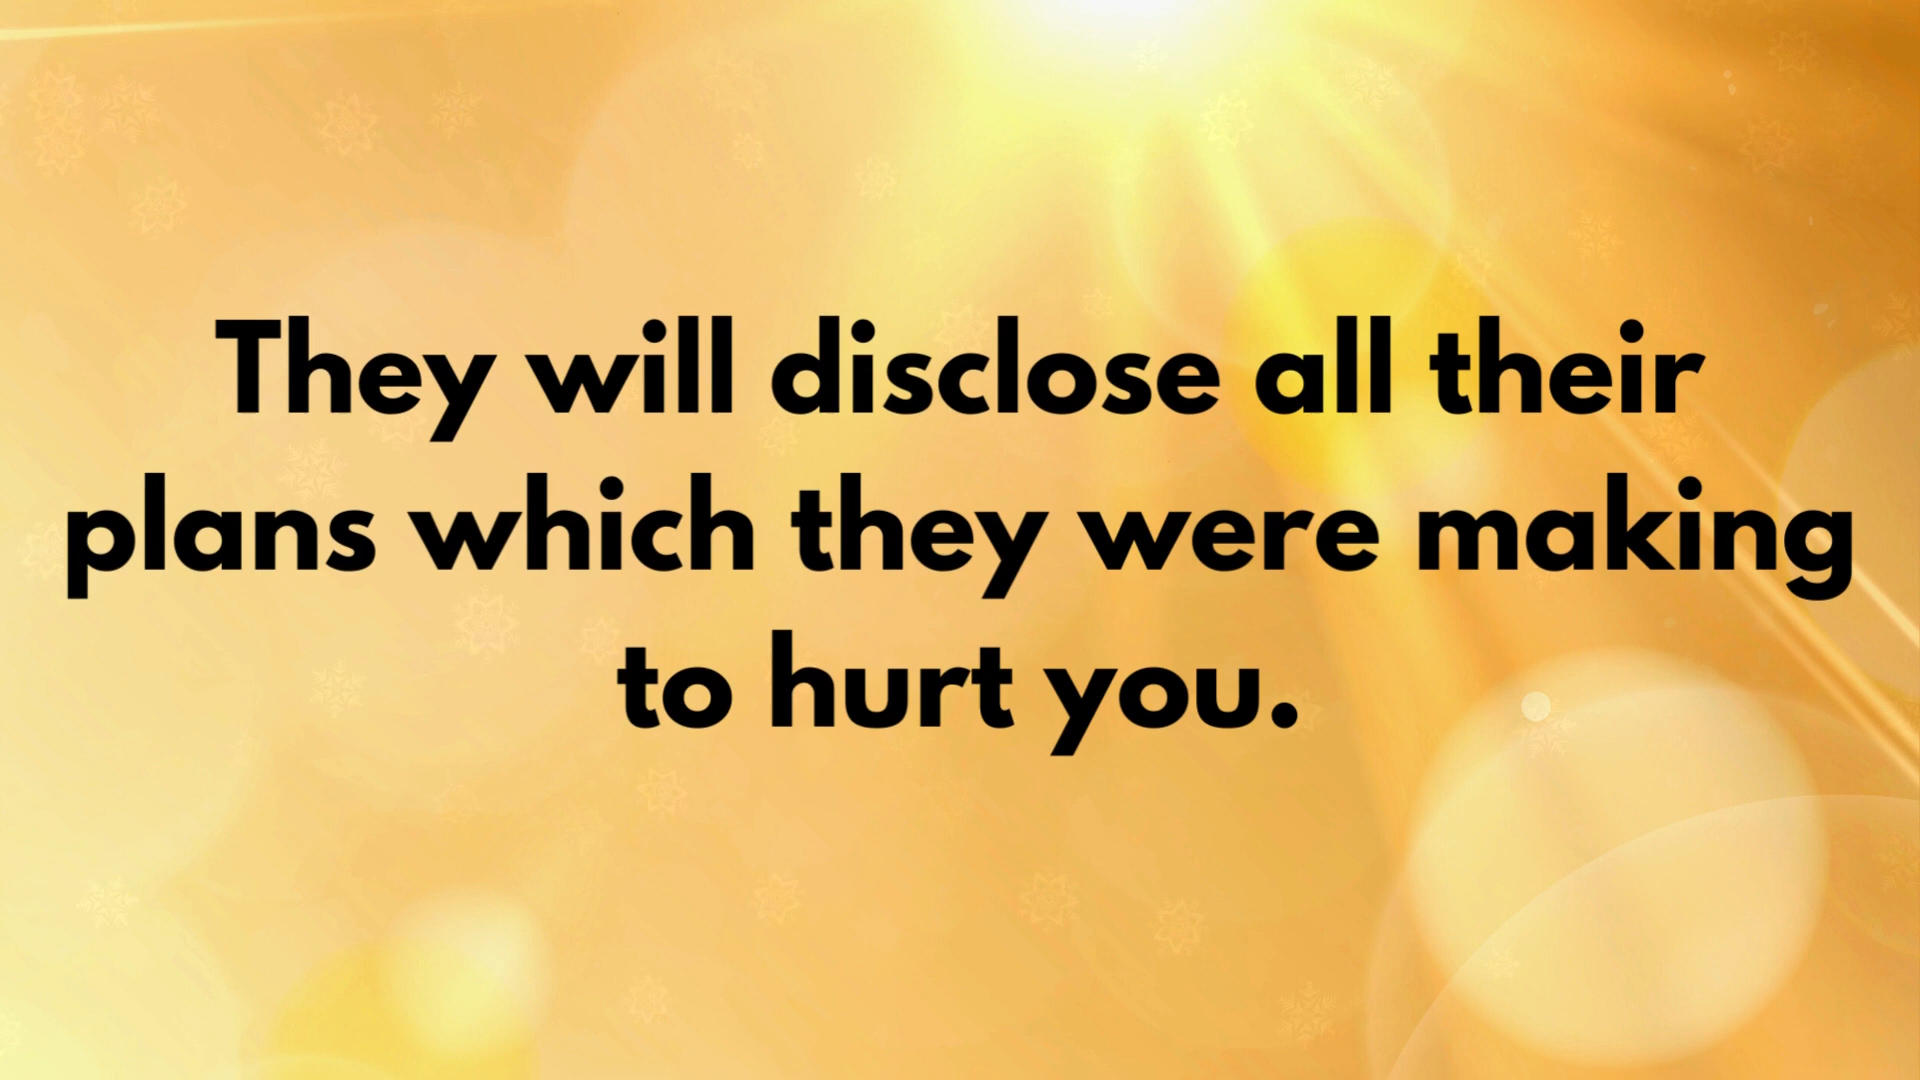 They will disclose all their
plans which they were making
to hurt you.